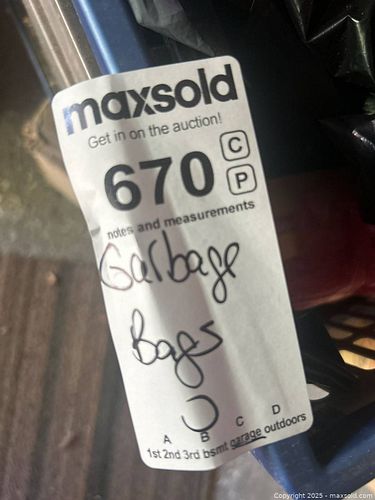 maxsold
Get in on the auction!
670 C
P
notes and measurements
Garbage
Bags
A B C D
1st 2nd 3rd bsmt garage outdoors
Copyright 2025 - maxsold.com